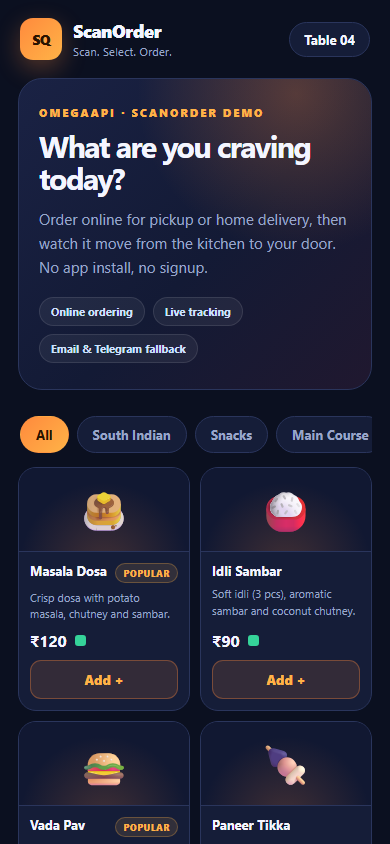 SQ
ScanOrder
Scan. Select. Order.
Table 04
OMEGAAPI · SCANORDER DEMO
What are you craving
today?
Order online for pickup or home delivery, then
watch it move from the kitchen to your door.
No app install, no signup.
Online ordering
Live tracking
Email & Telegram fallback
All
South Indian
Snacks
Main Course
Masala Dosa
POPULAR
Crisp dosa with potato
masala, chutney and sambar.
₹120
Add +
Idli Sambar
Soft idli (3 pcs), aromatic
sambar and coconut chutney.
₹90
Add +
Vada Pav
POPULAR
Paneer Tikka